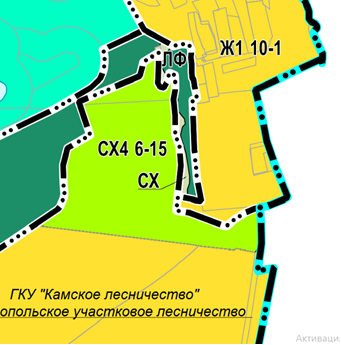 Ж1 10-1
ЛФ
СХ4 6-15
СХ
ГКУ "Камское лесничество"
опольское участковое лесничество
Активаци